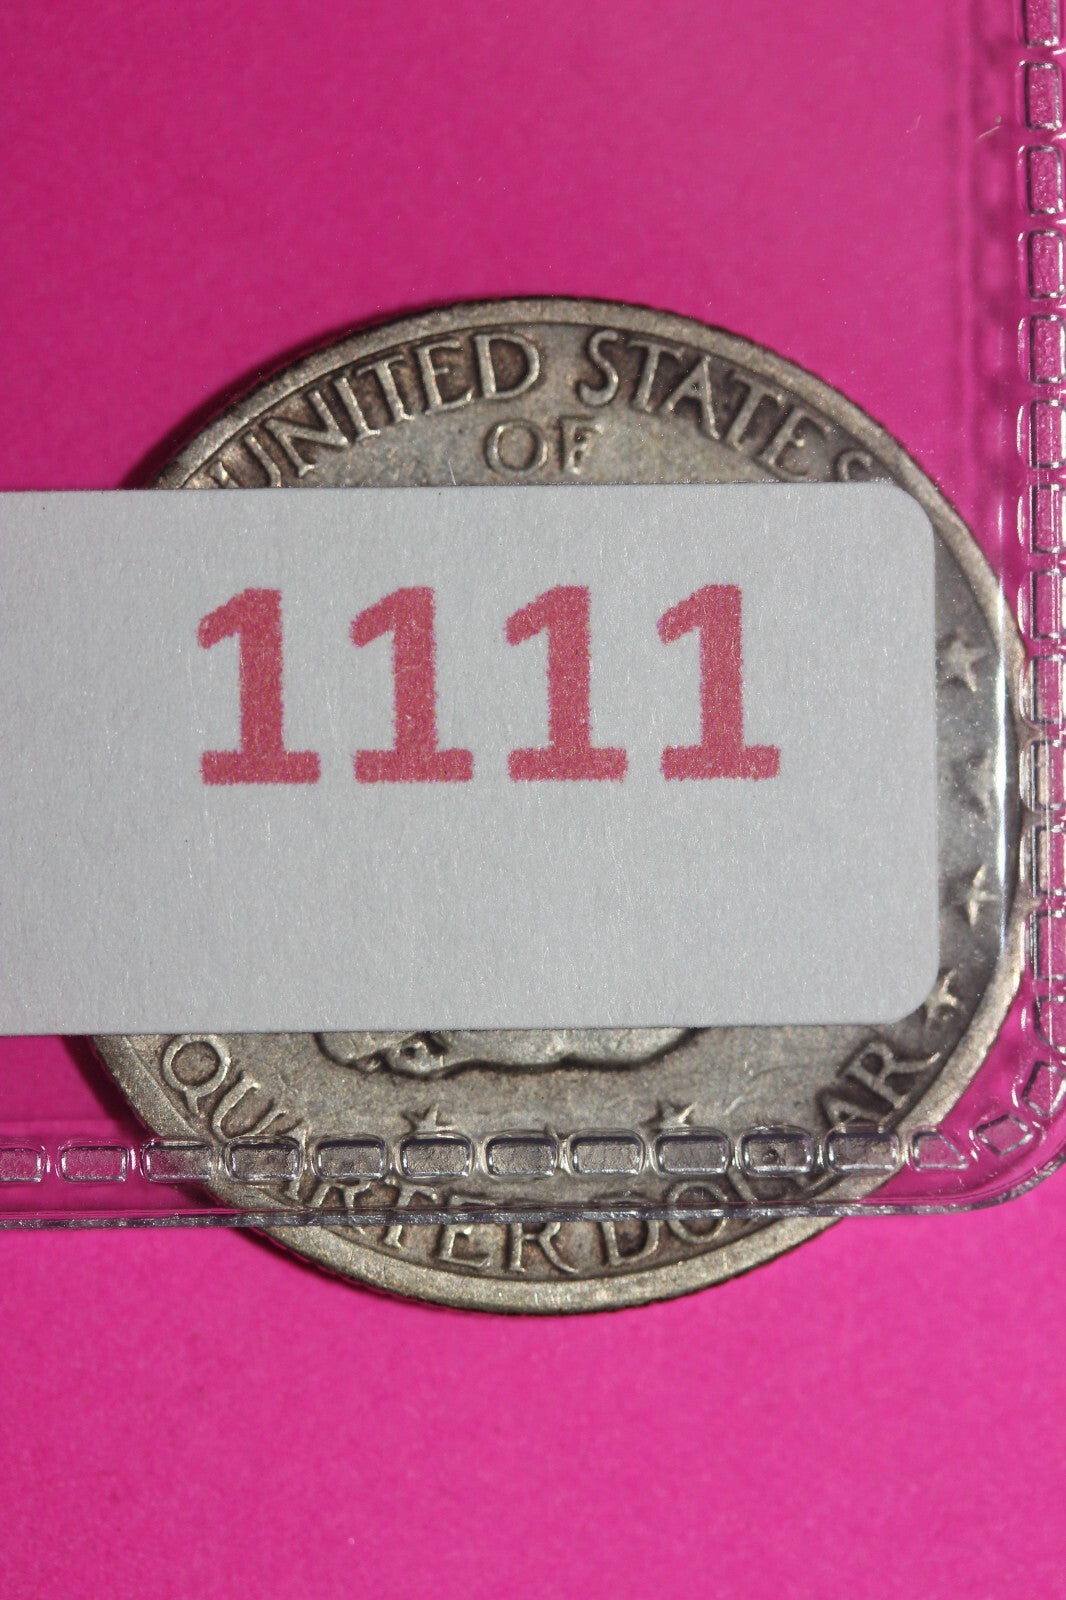 UNITED STATES
OF
1111
QUARTER DOLLAR